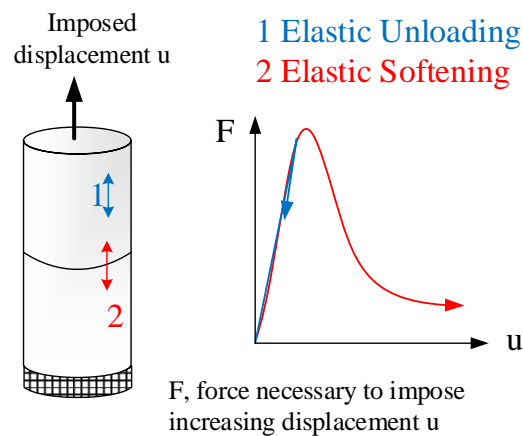 Imposed
displacement u
1 Elastic Unloading
2 Elastic Softening
F
1
2
u
F, force necessary to impose
increasing displacement u